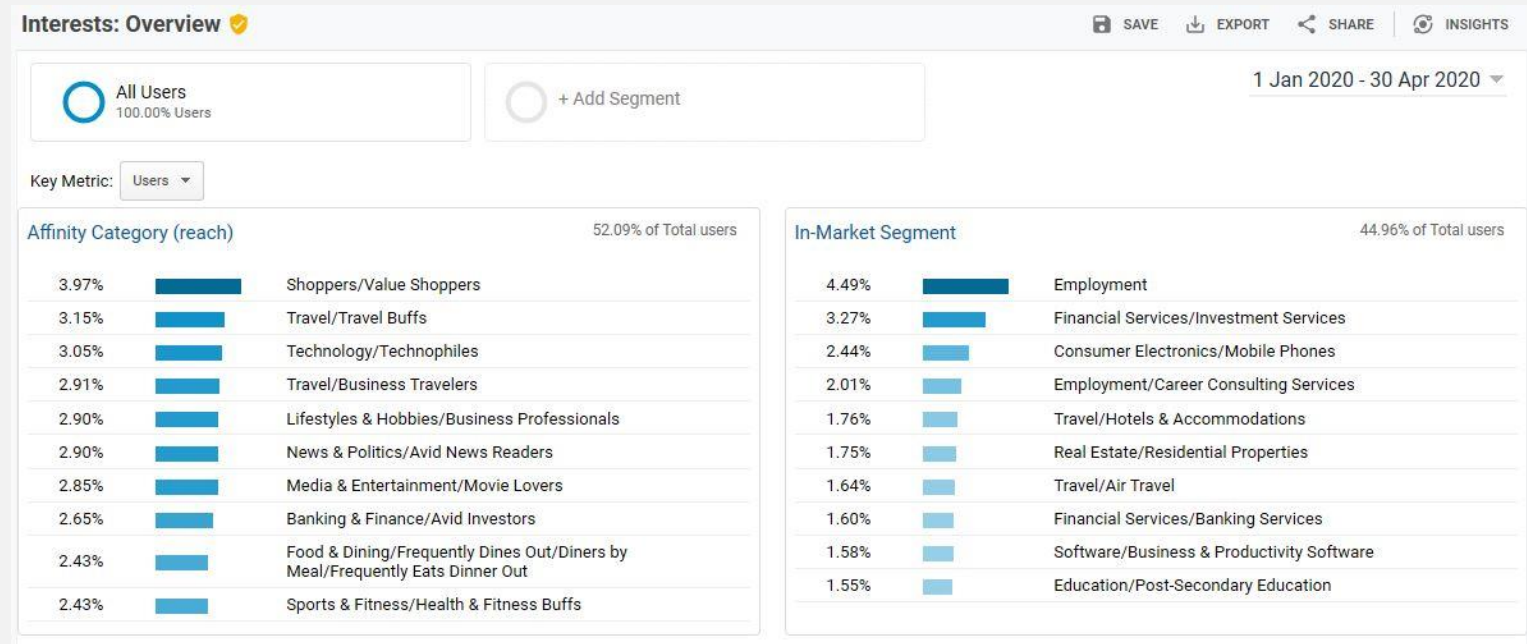 Interests: Overview
SAVE EXPORT SHARE INSIGHTS
All Users
100.00% Users
+ Add Segment
1 Jan 2020 - 30 Apr 2020
Key Metric: Users
Affinity Category (reach) 52.09% of Total users
3.97% Shoppers/Value Shoppers
3.15% Travel/Travel Buffs
3.05% Technology/Technophiles
2.91% Travel/Business Travelers
2.90% Lifestyles & Hobbies/Business Professionals
2.90% News & Politics/Avid News Readers
2.85% Media & Entertainment/Movie Lovers
2.65% Banking & Finance/Avid Investors
2.43% Food & Dining/Frequently Dines Out/Diners by
Meal/Frequently Eats Dinner Out
2.43% Sports & Fitness/Health & Fitness Buffs
In-Market Segment 44.96% of Total users
4.49% Employment
3.27% Financial Services/Investment Services
2.44% Consumer Electronics/Mobile Phones
2.01% Employment/Career Consulting Services
1.76% Travel/Hotels & Accommodations
1.75% Real Estate/Residential Properties
1.64% Travel/Air Travel
1.60% Financial Services/Banking Services
1.58% Software/Business & Productivity Software
1.55% Education/Post-Secondary Education